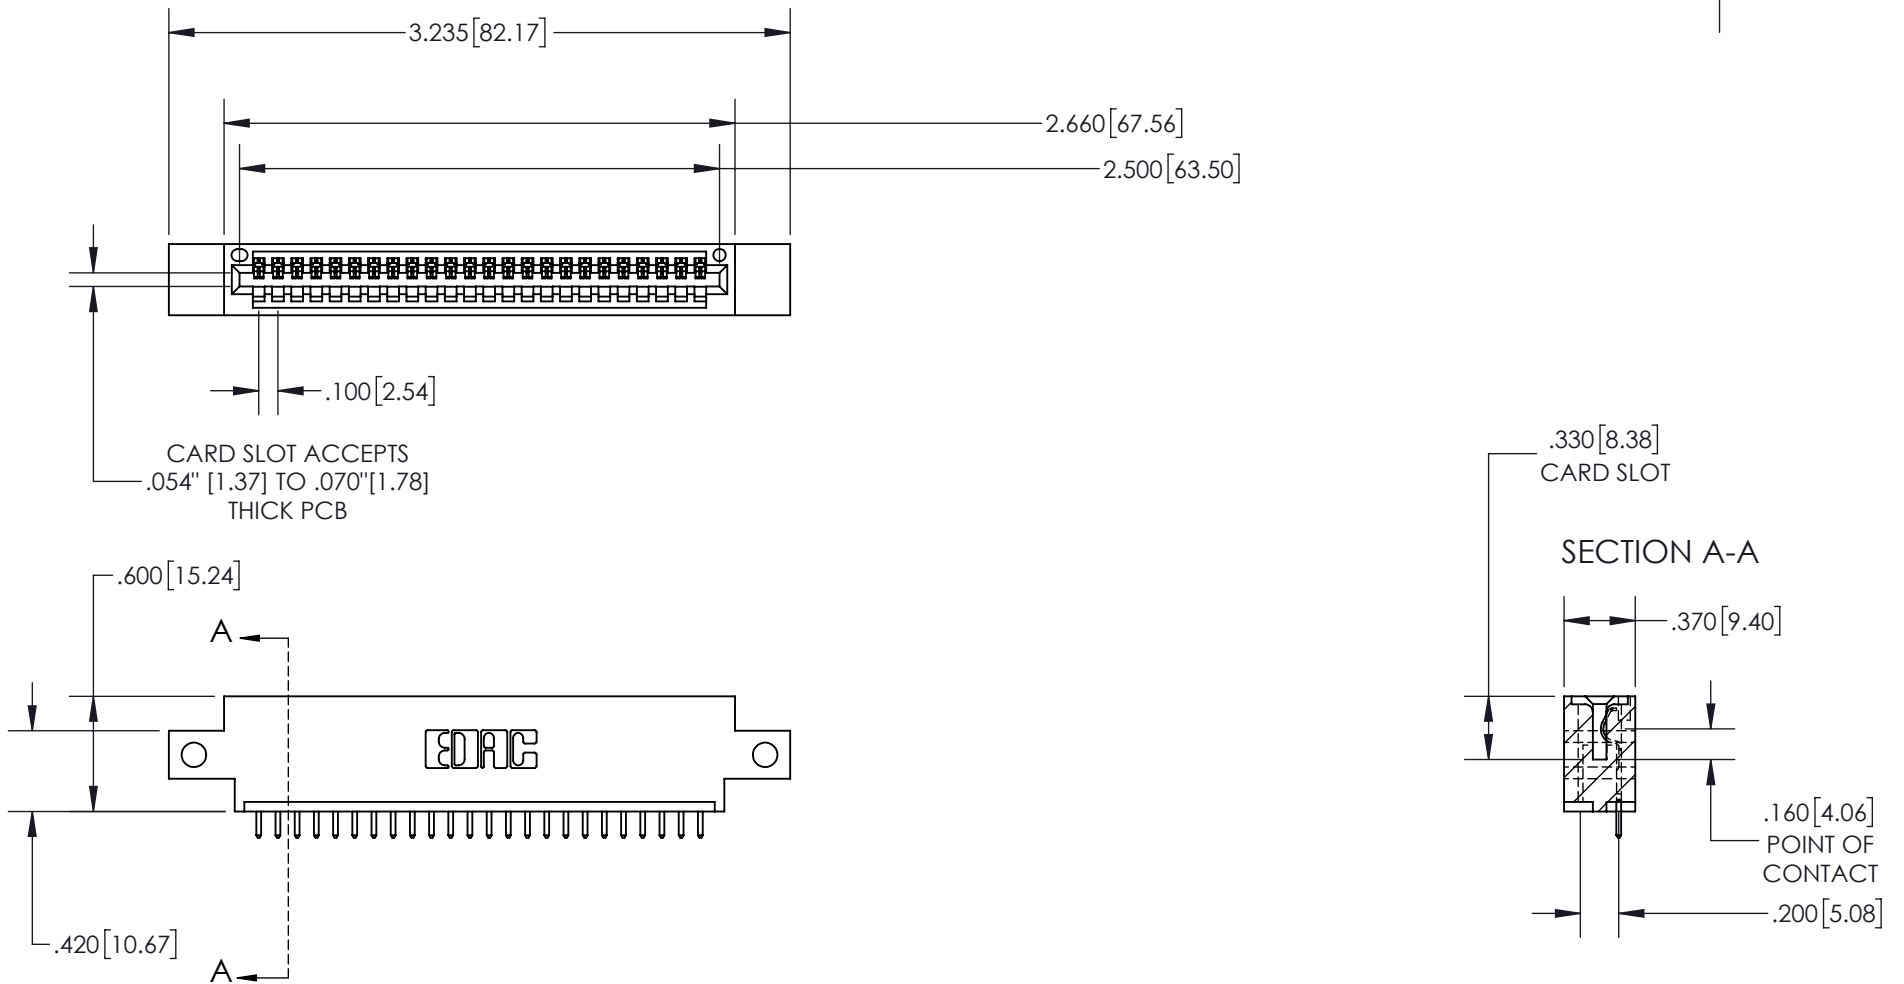 3.235[82.17]
2.660[67.56]
2.500[63.50]
.100[2.54]
CARD SLOT ACCEPTS
.054" [1.37] TO .070"[1.78]
THICK PCB
.330[8.38]
CARD SLOT
SECTION A-A
.600[15.24]
.370[9.40]
A
EDAC
.160[4.06]
POINT OF
CONTACT
.200[5.08]
.420[10.67]
A